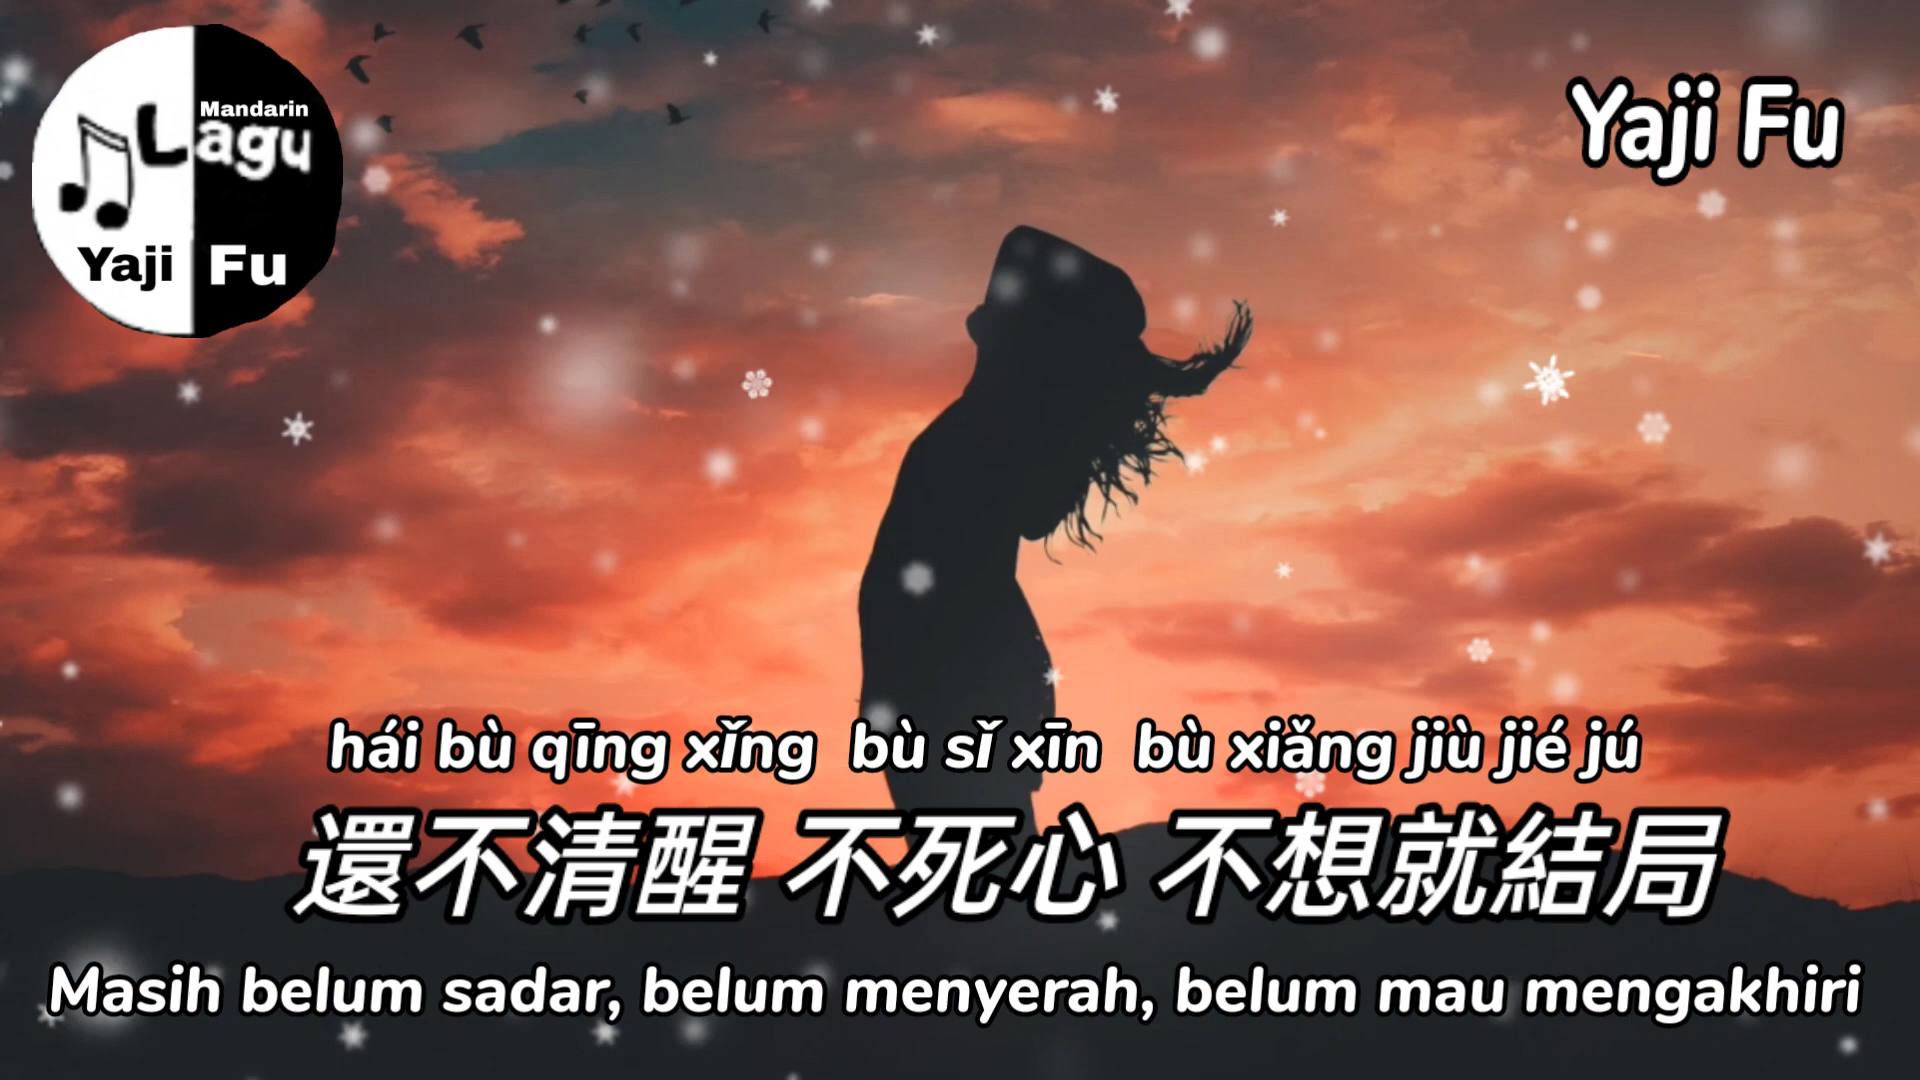 Mandarin
Lagu
Yaji Fu
Yaji Fu
hái bù qīng xǐng bù sǐ xīn bù xiǎng jiù jié jú
還不清醒 不死心 不想就結局
Masih belum sadar, belum menyerah, belum mau mengakhiri